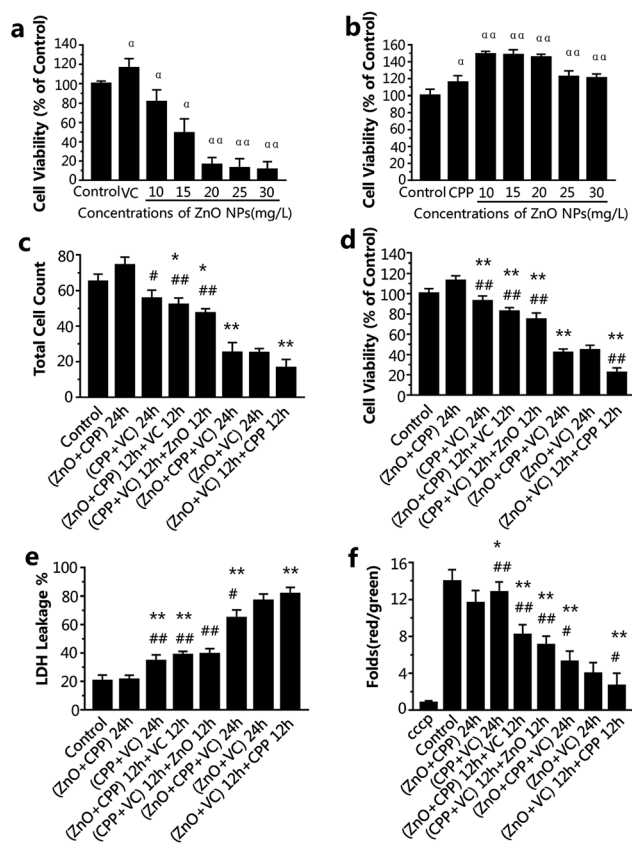 a
Cell Viability (% of Control)
140
120
100
80
60
40
20
0
α
α
α
α α
α α
α α
Control VC 10 15 20 25 30
Concentrations of ZnO NPs(mg/L)
b
Cell Viability (% of Control)
160
140
120
100
80
60
40
20
0
α
α α
α α
α α
α α
α α
Control CPP 10 15 20 25 30
Concentrations of ZnO NPs(mg/L)
c
Total Cell Count
80
60
40
20
0
#
*
##
*
##
**
**
Control
(ZnO+CPP) 24h
(CPP+VC) 24h
(ZnO+CPP) 12h+VC 12h
(CPP+VC) 12h+ZnO 12h
(ZnO+CPP+VC) 24h
(ZnO+VC) 24h
(ZnO+VC) 12h+CPP 12h
d
Cell Viability (% of Control)
140
120
100
80
60
40
20
0
**
##
**
##
**
##
**
**
##
Control
(ZnO+CPP) 24h
(CPP+VC) 24h
(ZnO+CPP) 12h+VC 12h
(CPP+VC) 12h+ZnO 12h
(ZnO+CPP+VC) 24h
(ZnO+VC) 24h
(ZnO+VC) 12h+CPP 12h
e
LDH Leakage %
100
80
60
40
20
0
**
##
**
##
##
**
#
**
##
Control
(ZnO+CPP) 24h
(CPP+VC) 24h
(ZnO+CPP) 12h+VC 12h
(CPP+VC) 12h+ZnO 12h
(ZnO+CPP+VC) 24h
(ZnO+VC) 24h
(ZnO+VC) 12h+CPP 12h
f
Folds(red/green)
16
12
8
4
0
*
##
**
##
**
##
**
#
**
#
cccp
Control
(ZnO+CPP) 24h
(CPP+VC) 24h
(ZnO+CPP) 12h+VC 12h
(CPP+VC) 12h+ZnO 12h
(ZnO+CPP+VC) 24h
(ZnO+VC) 24h
(ZnO+VC) 12h+CPP 12h